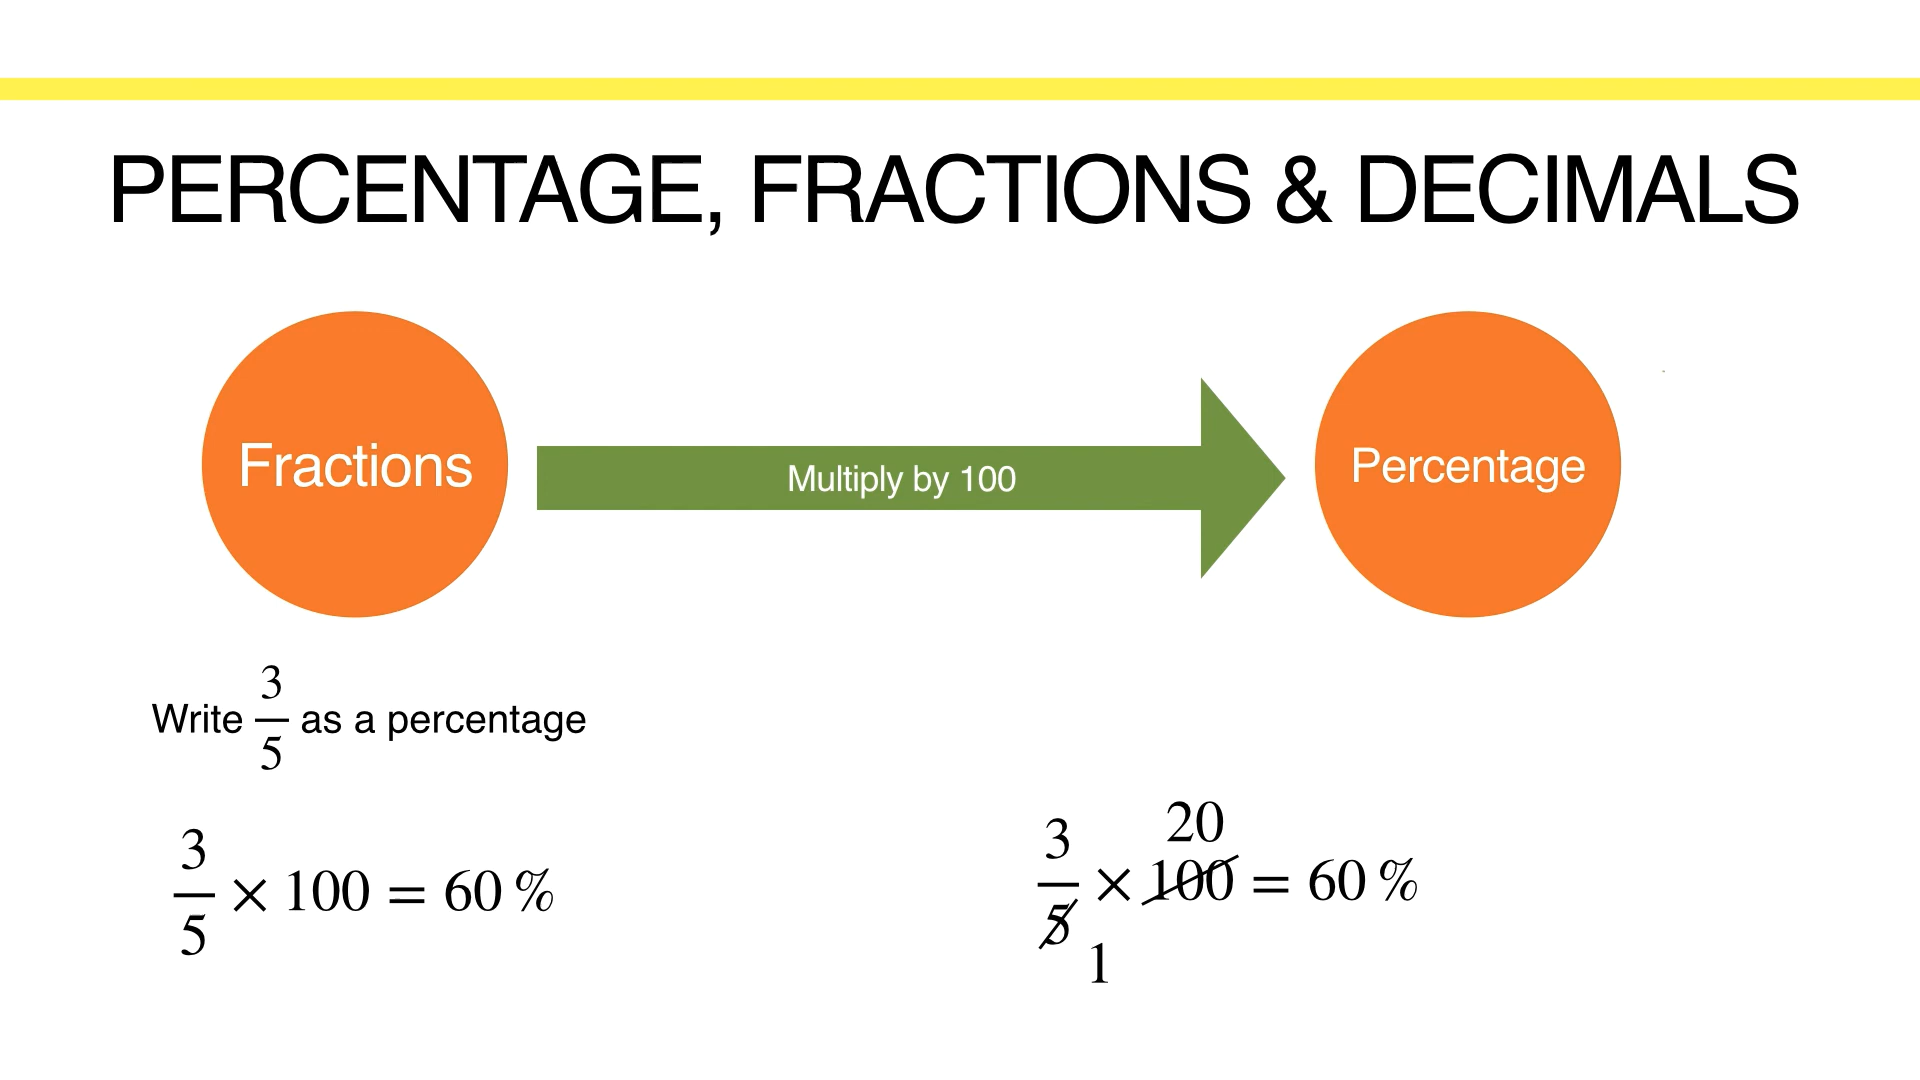 PERCENTAGE, FRACTIONS & DECIMALS
Fractions
Multiply by 100
Percentage
Write 3/5 as a percentage
3/5 × 100 = 60 %
20
3/5 × 100 = 60 %
1